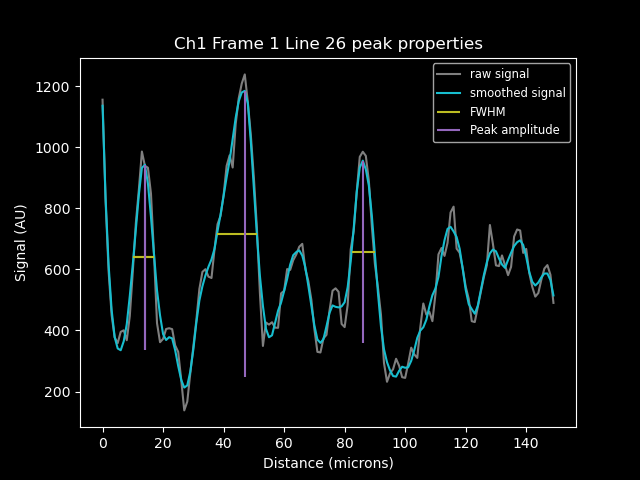 Ch1 Frame 1 Line 26 peak properties
raw signal
smoothed signal
FWHM
Peak amplitude
Signal (AU)
1200
1000
800
600
400
200
0 20 40 60 80 100 120 140
Distance (microns)